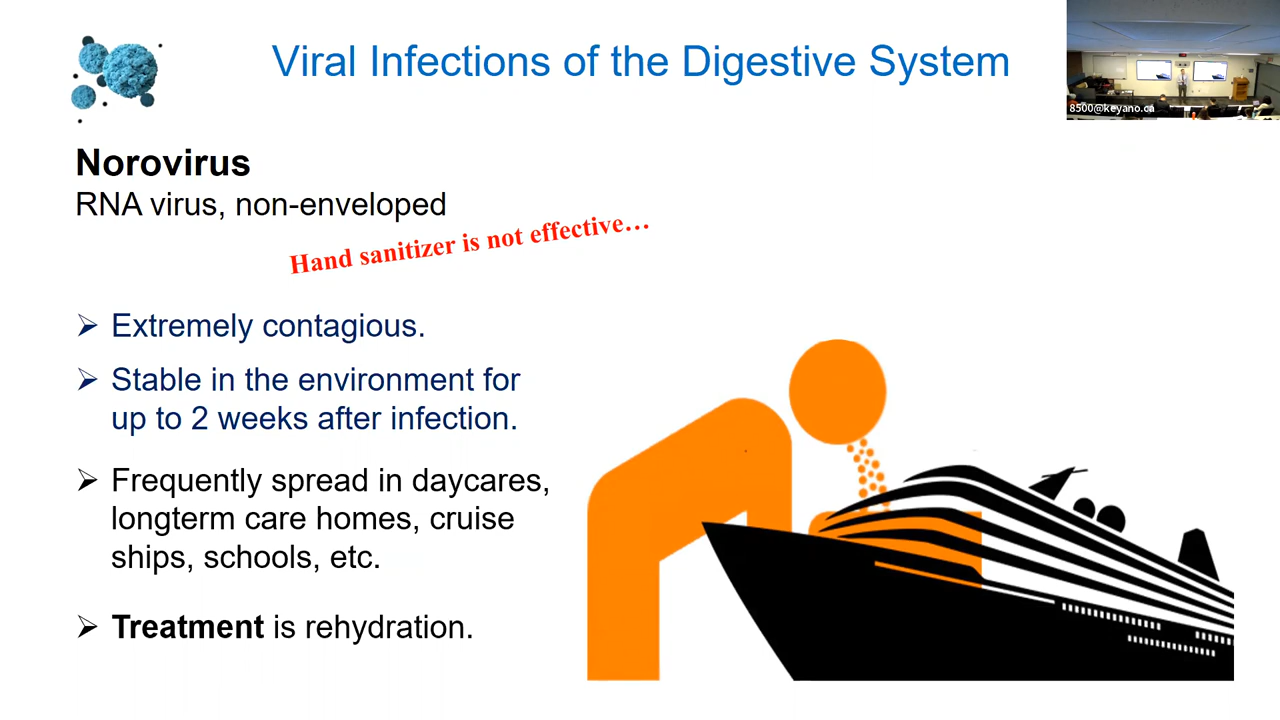 Viral Infections of the Digestive System
8500@keyano.ca
Norovirus
RNA virus, non-enveloped
Hand sanitizer is not effective…
➢ Extremely contagious.
➢ Stable in the environment for
up to 2 weeks after infection.
➢ Frequently spread in daycares,
longterm care homes, cruise
ships, schools, etc.
➢ Treatment is rehydration.